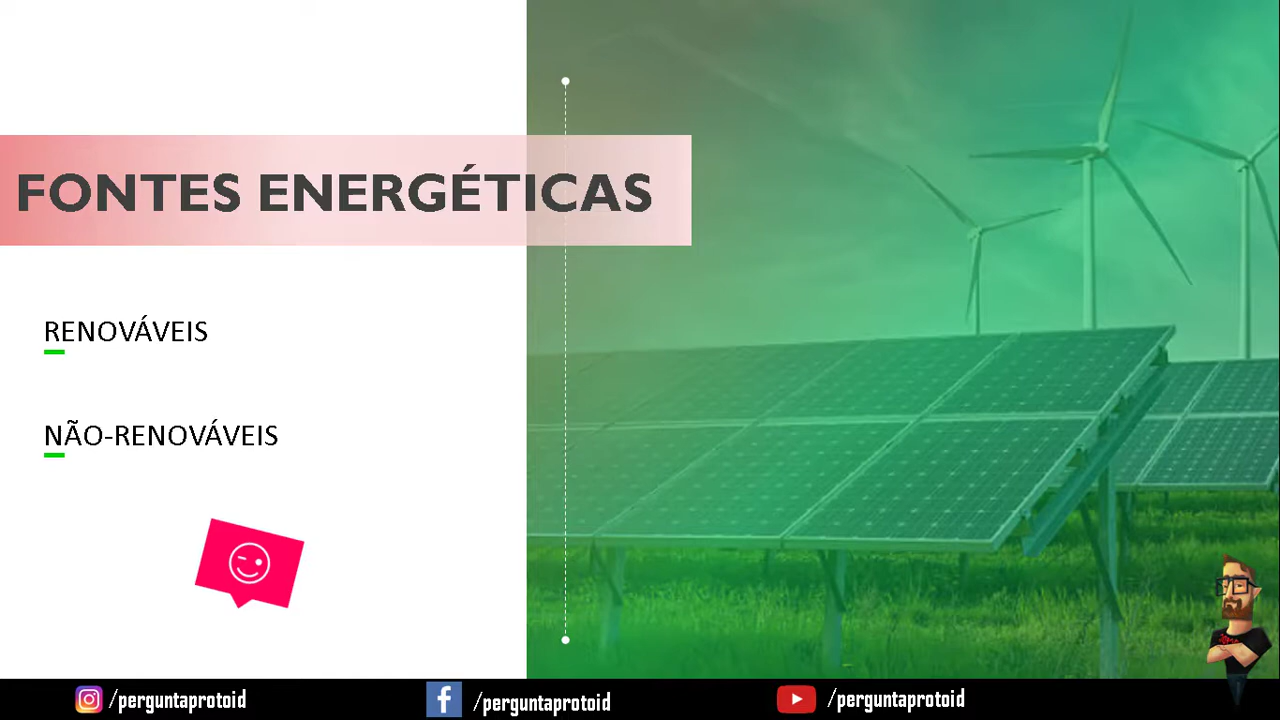 FONTES ENERGÉTICAS
RENOVÁVEIS
NÃO-RENOVÁVEIS
/perguntaprotoid
/perguntaprotoid
/perguntaprotoid